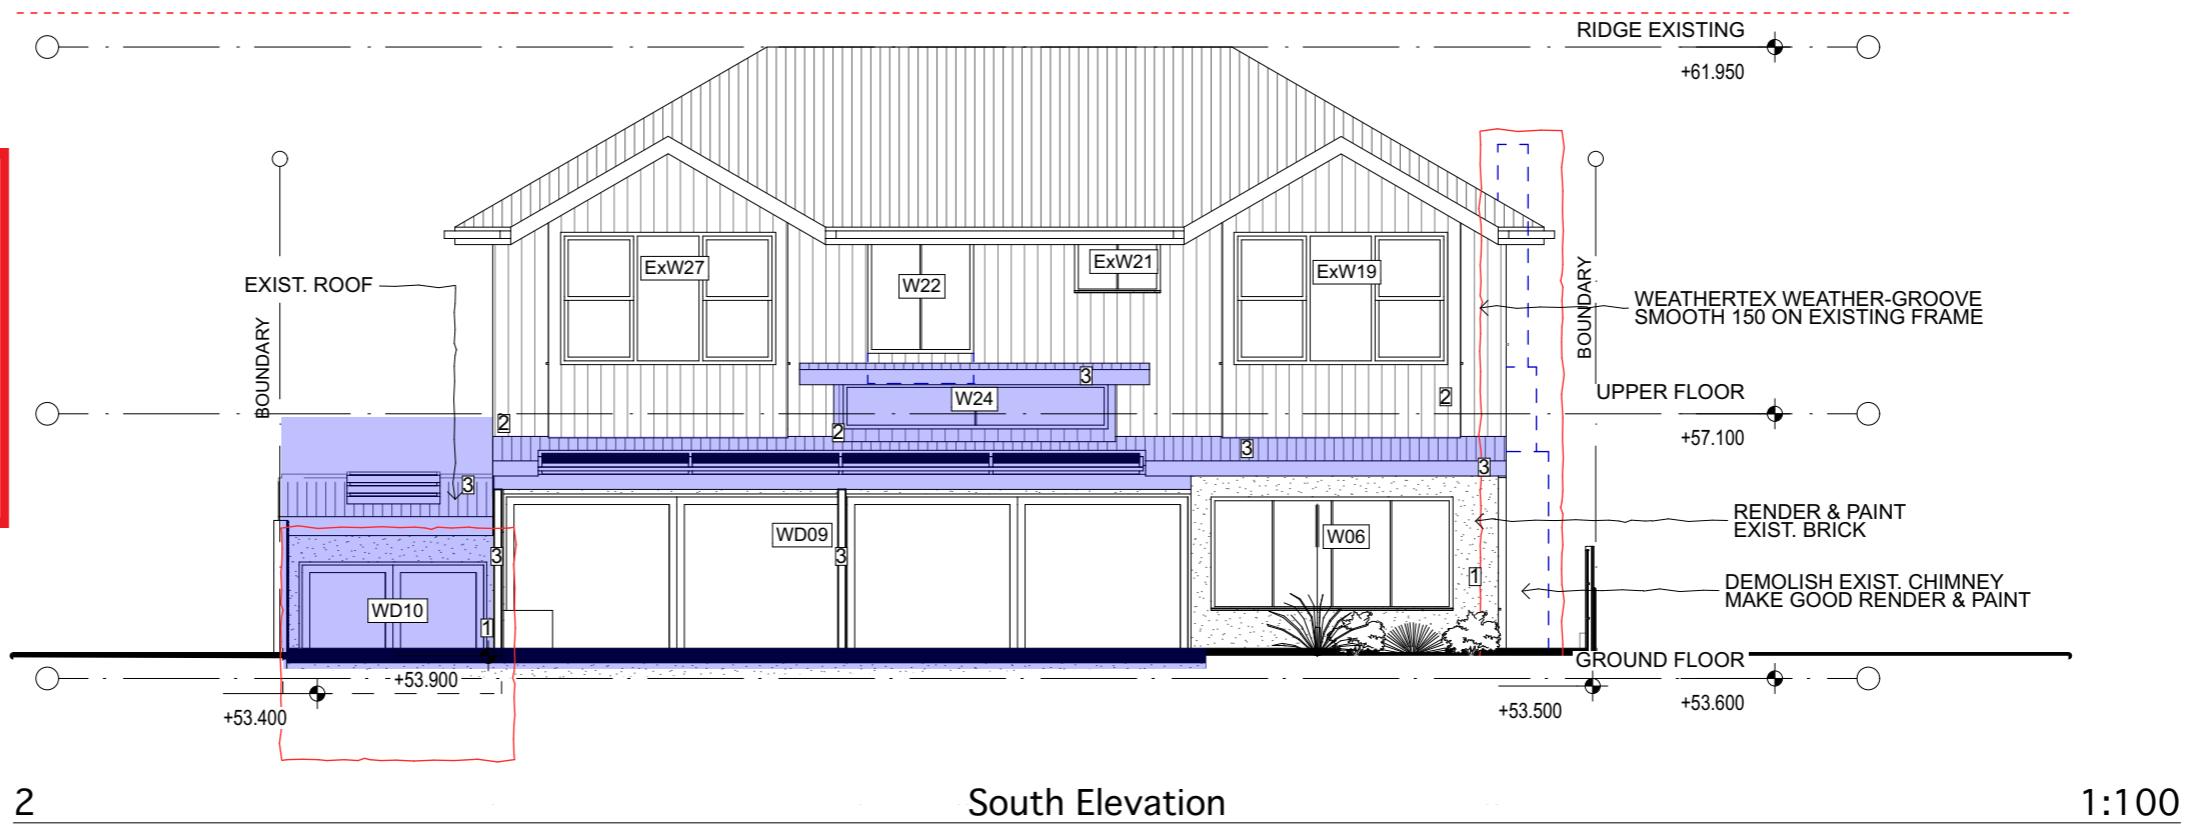 RIDGE EXISTING
+61.950
ExW27
W22
ExW21
ExW19
EXIST. ROOF
BOUNDARY
BOUNDARY
WEATHERTEX WEATHER-GROOVE
SMOOTH 150 ON EXISTING FRAME
3
W24
2
UPPER FLOOR
2
2
+57.100
3
3
3
WD09
W06
RENDER & PAINT
EXIST. BRICK
3
3
1
DEMOLISH EXIST. CHIMNEY
MAKE GOOD RENDER & PAINT
WD10
1
GROUND FLOOR
+53.900
+53.400
+53.500
+53.600
2
South Elevation
1:100